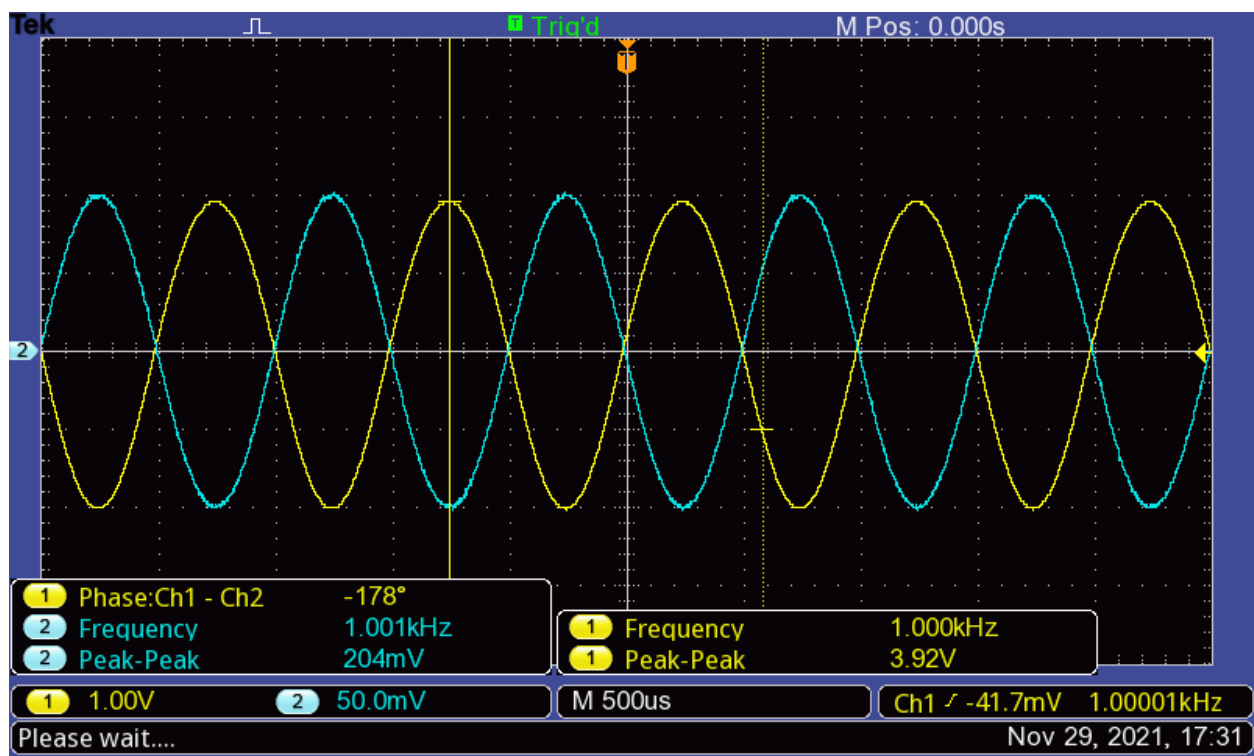 Tek T Trig'd M Pos: 0.000s
T
2
1 Phase:Ch1 - Ch2 -178°
2 Frequency 1.001kHz
2 Peak-Peak 204mV
1 Frequency 1.000kHz
1 Peak-Peak 3.92V
1 1.00V 2 50.0mV M 500us Ch1 -41.7mV 1.00001kHz
Please wait.... Nov 29, 2021, 17:31